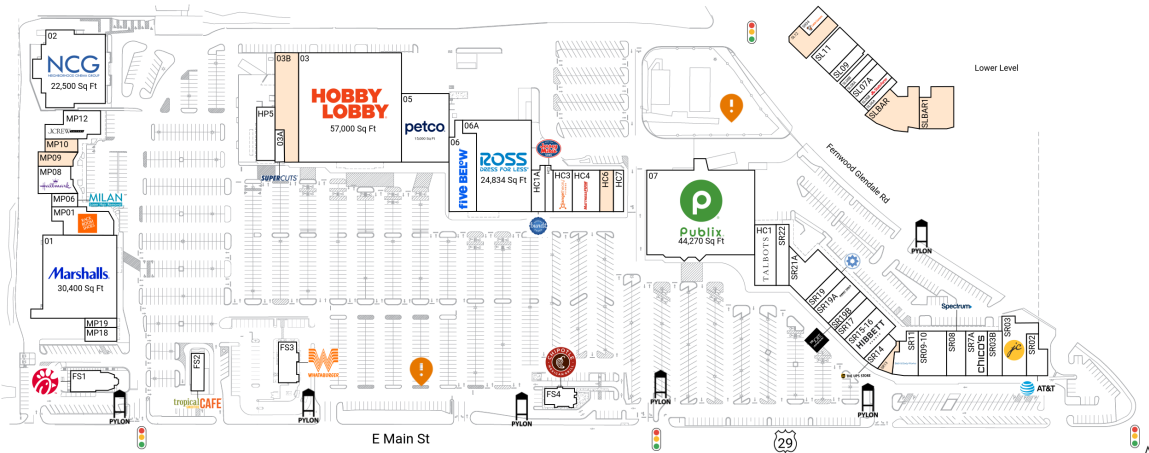 02
NCG
NEIGHBORHOOD CINEMA GROUP
22,500 Sq Ft
MP12
J.CREW
MP10
MP09
MP08
Hallmark
MP06
MILAN
MP01
01
Marshalls
30,400 Sq Ft
MP19
MP18
FS1
FS2
tropical CAFE
FS3
WHATABURGER
PYLON
PYLON
03B
03
HP5
03A
HOBBY
LOBBY
57,000 Sq Ft
SUPERCUTS
05
petco
06A
06
five BELOW
ROSS
DRESS FOR LESS
24,834 Sq Ft
HC1A
HC3
HC4
HC6
HC7
CHIPOTLE
FS4
PYLON
E Main St
29
07
Publix
44,270 Sq Ft
HC1
TALBOTS
SR22
SR21A
SR19
SR19A
SR19B
SR17
SR15-16
HIBBETT
SR14
SR11
SR09-10
SR08
SR7A
chico's
SR03B
SR03
SR02
Spectrum
AT&T
THE UPS STORE
PYLON
PYLON
PYLON
Fernwood Glendale Rd
SL11
SL09
SL07A
SLBAR
SLBAR1
Lower Level